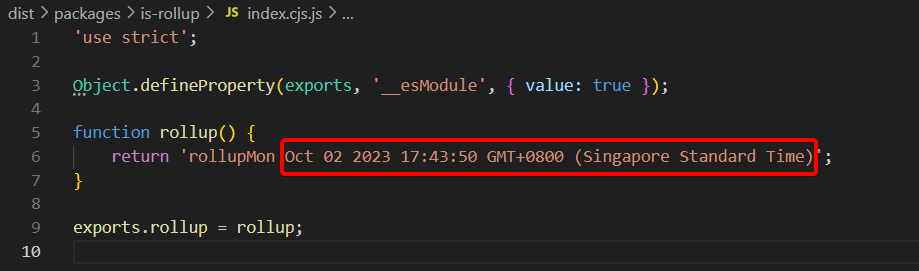 dist > packages > is-rollup > JS index.cjs.js > ...
1 'use strict';
2
3 Object.defineProperty(exports, '__esModule', { value: true });
4
5 function rollup() {
6     return 'rollupMon Oct 02 2023 17:43:50 GMT+0800 (Singapore Standard Time)';
7 }
8
9 exports.rollup = rollup;
10